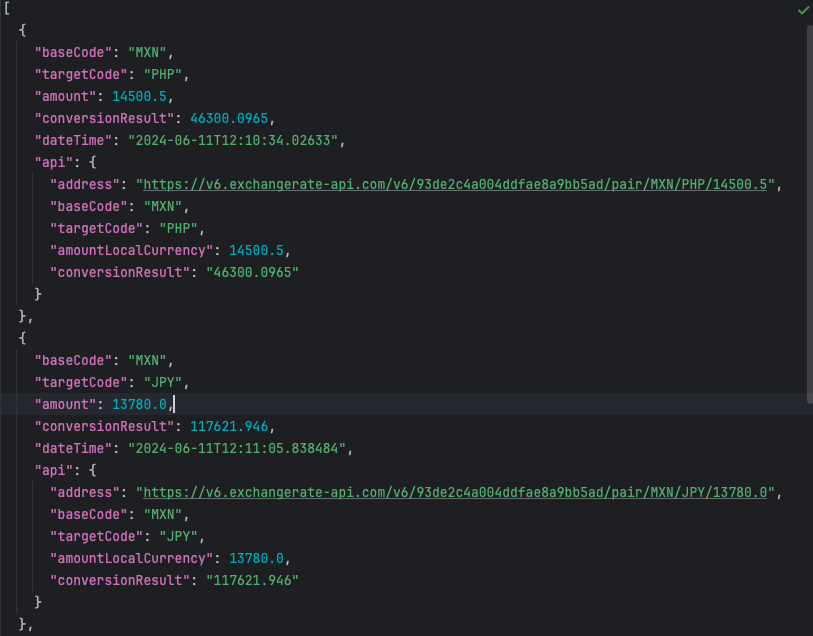 [
{
"baseCode": "MXN",
"targetCode": "PHP",
"amount": 14500.5,
"conversionResult": 46300.0965,
"dateTime": "2024-06-11T12:10:34.02633",
"api": {
"address": "https://v6.exchangerate-api.com/v6/93de2c4a004ddfae8a9bb5ad/pair/MXN/PHP/14500.5",
"baseCode": "MXN",
"targetCode": "PHP",
"amountLocalCurrency": 14500.5,
"conversionResult": "46300.0965"
}
},
{
"baseCode": "MXN",
"targetCode": "JPY",
"amount": 13780.0,
"conversionResult": 117621.946,
"dateTime": "2024-06-11T12:11:05.838484",
"api": {
"address": "https://v6.exchangerate-api.com/v6/93de2c4a004ddfae8a9bb5ad/pair/MXN/JPY/13780.0",
"baseCode": "MXN",
"targetCode": "JPY",
"amountLocalCurrency": 13780.0,
"conversionResult": "117621.946"
}
},